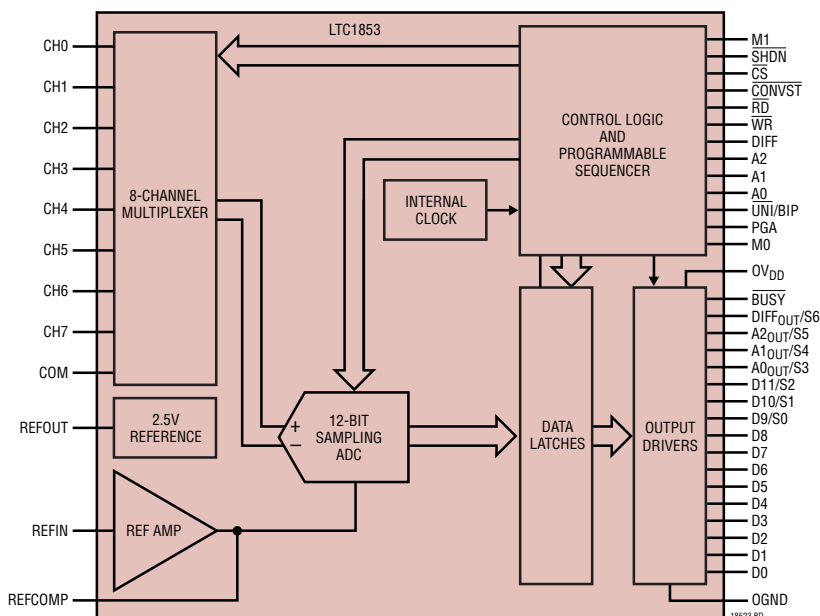 LTC1853
CH0
CH1
CH2
CH3
CH4
CH5
CH6
CH7
COM
REFOUT
REFIN
REFCOMP
8-CHANNEL
MULTIPLEXER
2.5V
REFERENCE
REF AMP
INTERNAL
CLOCK
+
–
12-BIT
SAMPLING
ADC
CONTROL LOGIC
AND
PROGRAMMABLE
SEQUENCER
DATA
LATCHES
OUTPUT
DRIVERS
M1
SHDN
CS
CONVST
RD
WR
DIFF
A2
A1
A0
UNI/BIP
PGA
M0
OVDD
BUSY
DIFFOUT/S6
A2OUT/S5
A1OUT/S4
A0OUT/S3
D11/S2
D10/S1
D9/S0
D8
D7
D6
D5
D4
D3
D2
D1
D0
OGND
18523 BD